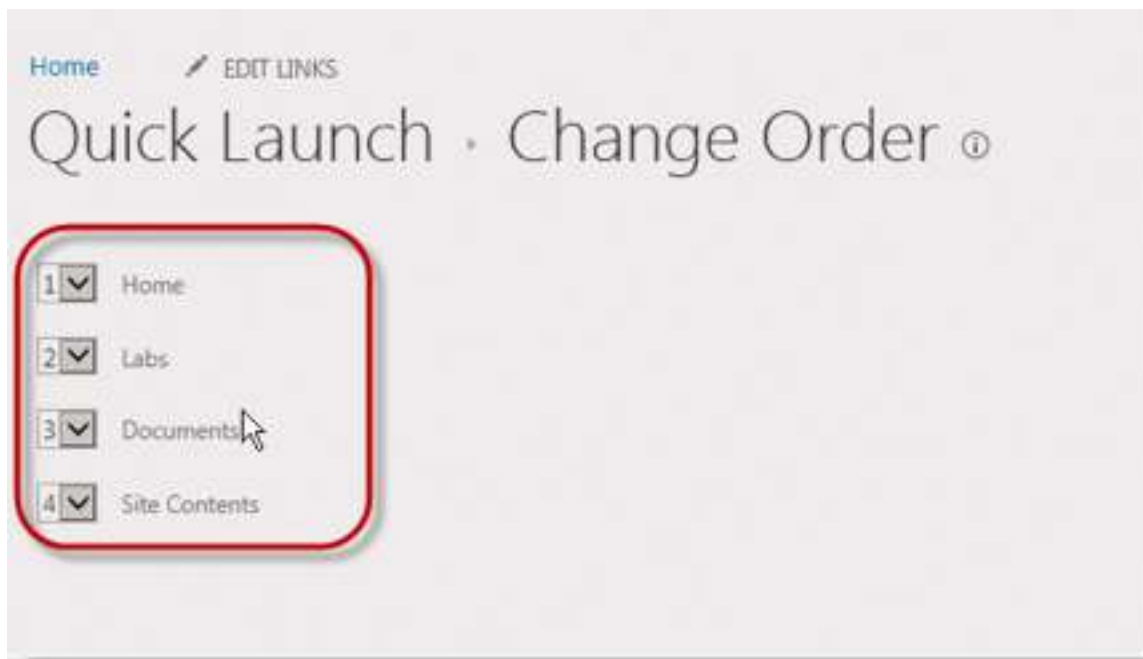 Home EDIT LINKS
Quick Launch · Change Order
1 Home
2 Labs
3 Documents
4 Site Contents